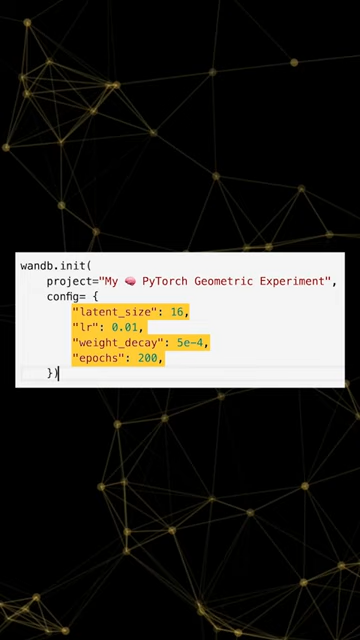 wandb.init(
project="My 🧠 PyTorch Geometric Experiment",
config= {
"latent_size": 16,
"lr": 0.01,
"weight_decay": 5e-4,
"epochs": 200,
})